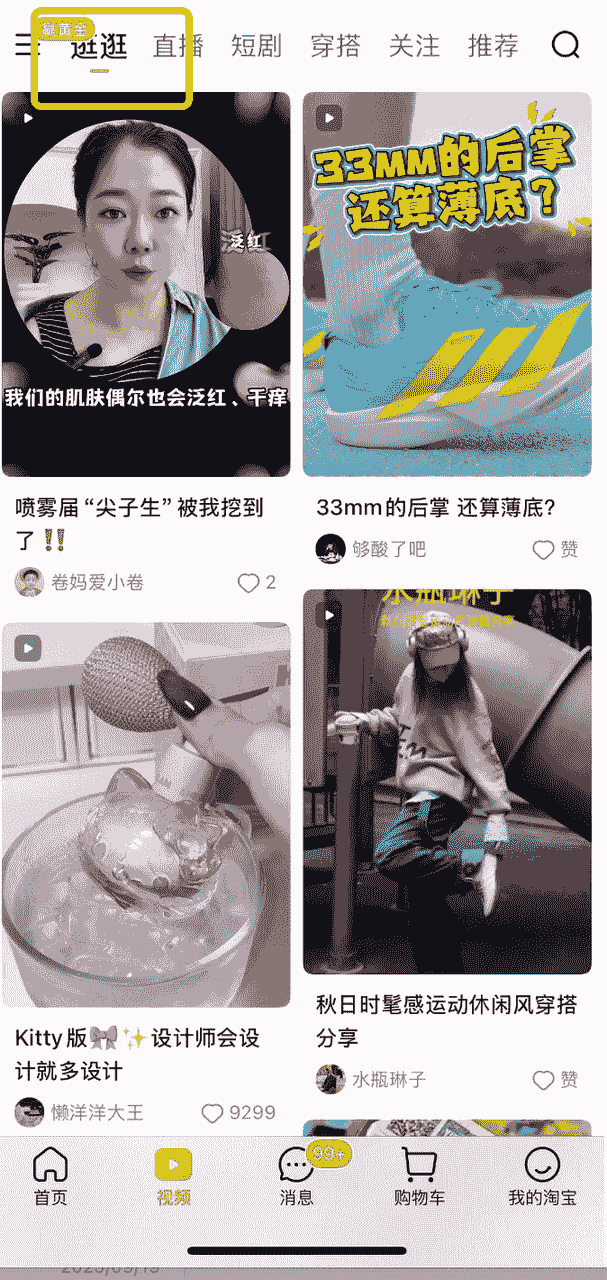 赢黄金
逛逛
直播
短剧
穿搭
关注
推荐
泛红
我们的肌肤偶尔也会泛红、干痒
喷雾届“尖子生”被我挖到
了‼️
卷妈爱小卷
2
33MM的后掌
还算薄底？
33mm的后掌 还算薄底？
够酸了吧
赞
水瓶琳子
Kitty版🎀✨设计师会设
计就多设计
懒洋洋大王
9299
秋日时髦感运动休闲风穿搭
分享
水瓶琳子
赞
首页
视频
99+
消息
购物车
我的淘宝